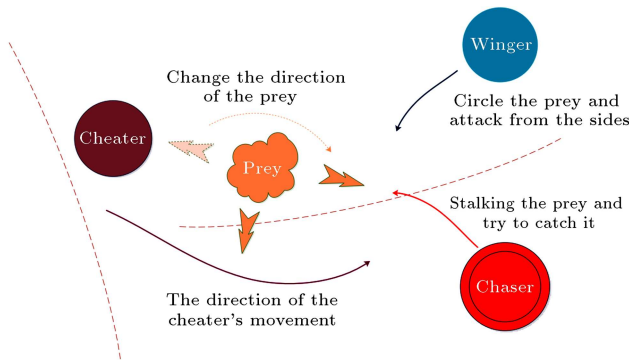 Winger
Change the direction
of the prey
Circle the prey and
attack from the sides
Cheater
Prey
Stalking the prey and
try to catch it
Chaser
The direction of the
cheater's movement